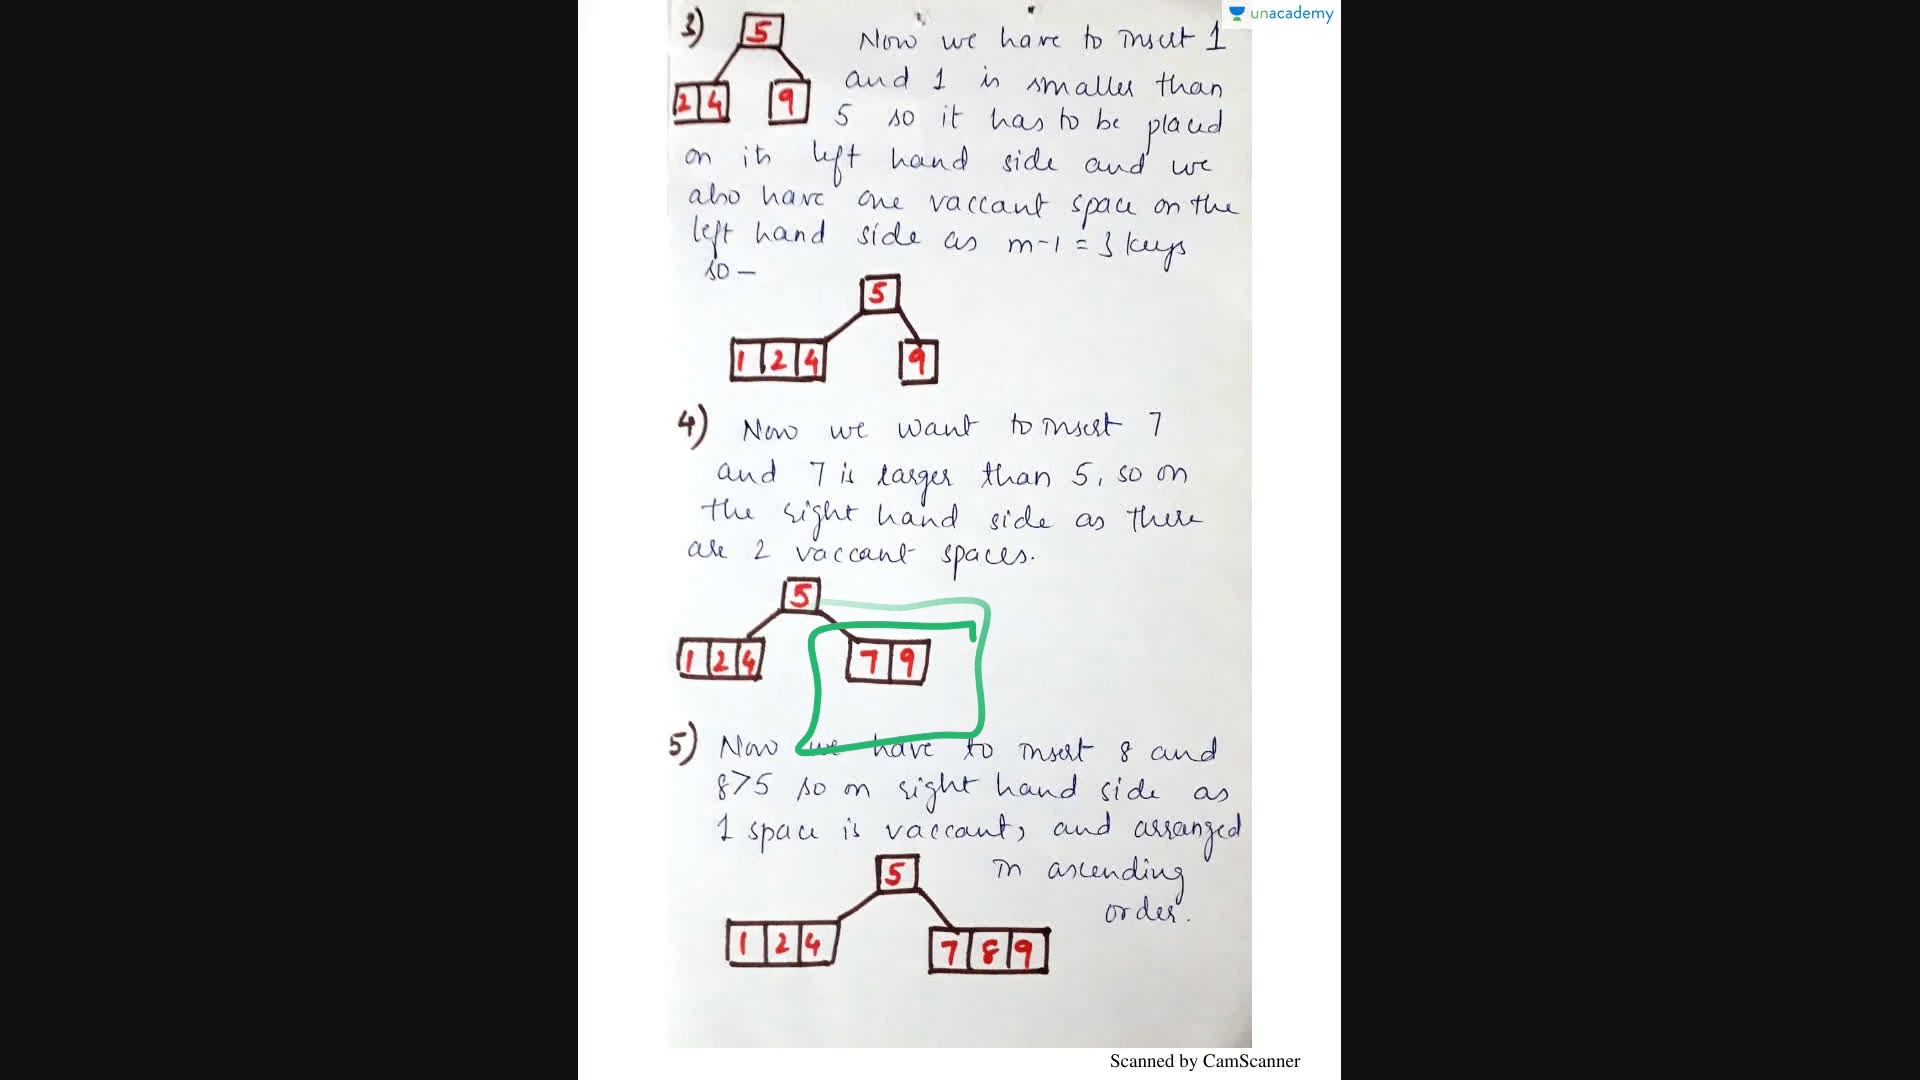 unacademy
3)
5
2 4
9
Now we have to insert 1
and 1 is smaller than
5 so it has to be placed
on its left hand side and we
also have one vaccant space on the
left hand side as m-1 = 3 keys
so -
5
1 2 4
9
4) Now we want to insert 7
and 7 is larger than 5, so on
the right hand side as there
are 2 vaccant spaces.
5
1 2 4
7 9
5) Now we have to insert 8 and
8>5 so on right hand side as
1 space is vaccant, and arranged
in ascending
order.
5
1 2 4
7 8 9
Scanned by CamScanner